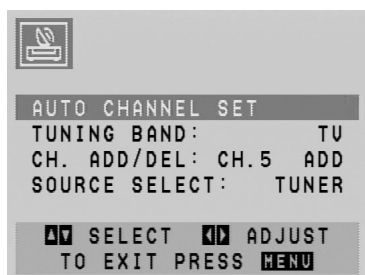 AUTO CHANNEL SET
TUNING BAND: TV
CH. ADD/DEL: CH.5 ADD
SOURCE SELECT: TUNER
▲▼ SELECT ◀▶ ADJUST
TO EXIT PRESS MENU